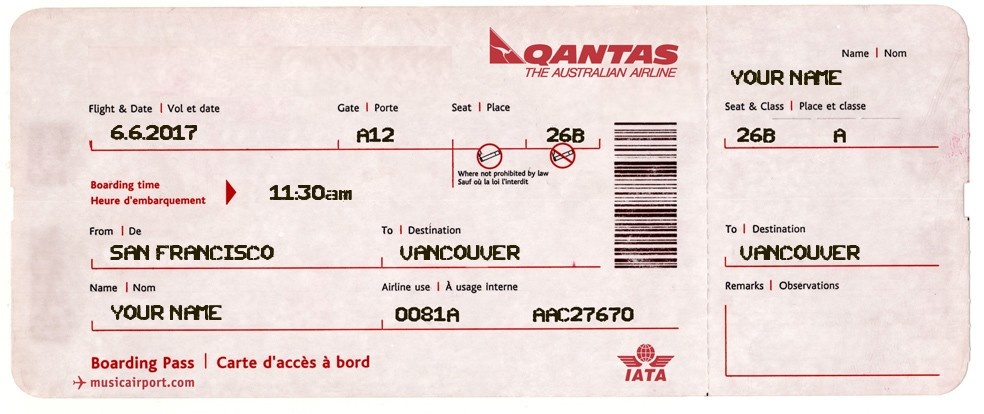 QANTAS
THE AUSTRALIAN AIRLINE
Name | Nom
YOUR NAME
Flight & Date | Vol et date
Gate | Porte
Seat | Place
Seat & Class | Place et classe
6.6.2017
A12
26B
26B A
Where not prohibited by law
Sauf où la loi l'interdit
Boarding time
Heure d'embarquement
11:30am
From | De
To | Destination
To | Destination
SAN FRANCISCO
VANCOUVER
VANCOUVER
Name | Nom
Airline use | À usage interne
Remarks | Observations
YOUR NAME
0081A
AAC27670
Boarding Pass | Carte d'accès à bord
musicairport.com
IATA